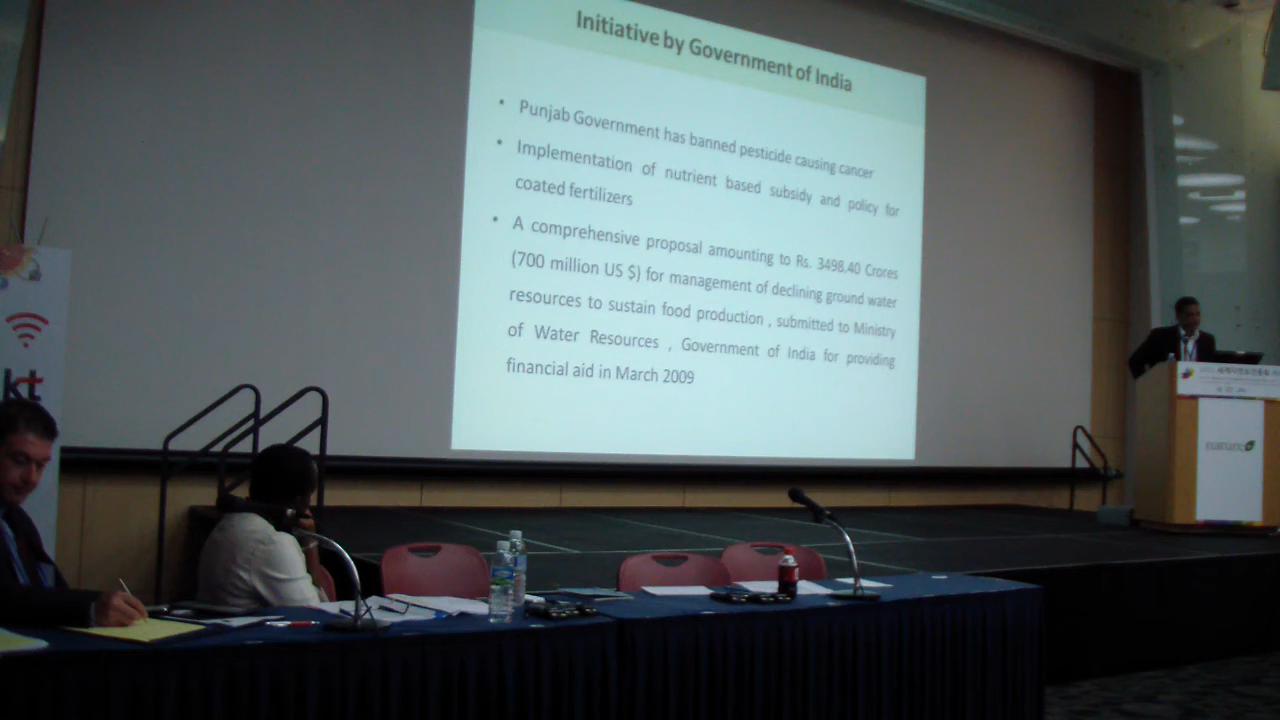 Initiative by Government of India
• Punjab Government has banned pesticide causing cancer
• Implementation of nutrient based subsidy and policy for
coated fertilizers
• A comprehensive proposal amounting to Rs. 3498.40 Crores
(700 million US $) for management of declining ground water
resources to sustain food production , submitted to Ministry
of Water Resources , Government of India for providing
financial aid in March 2009
kt
nature